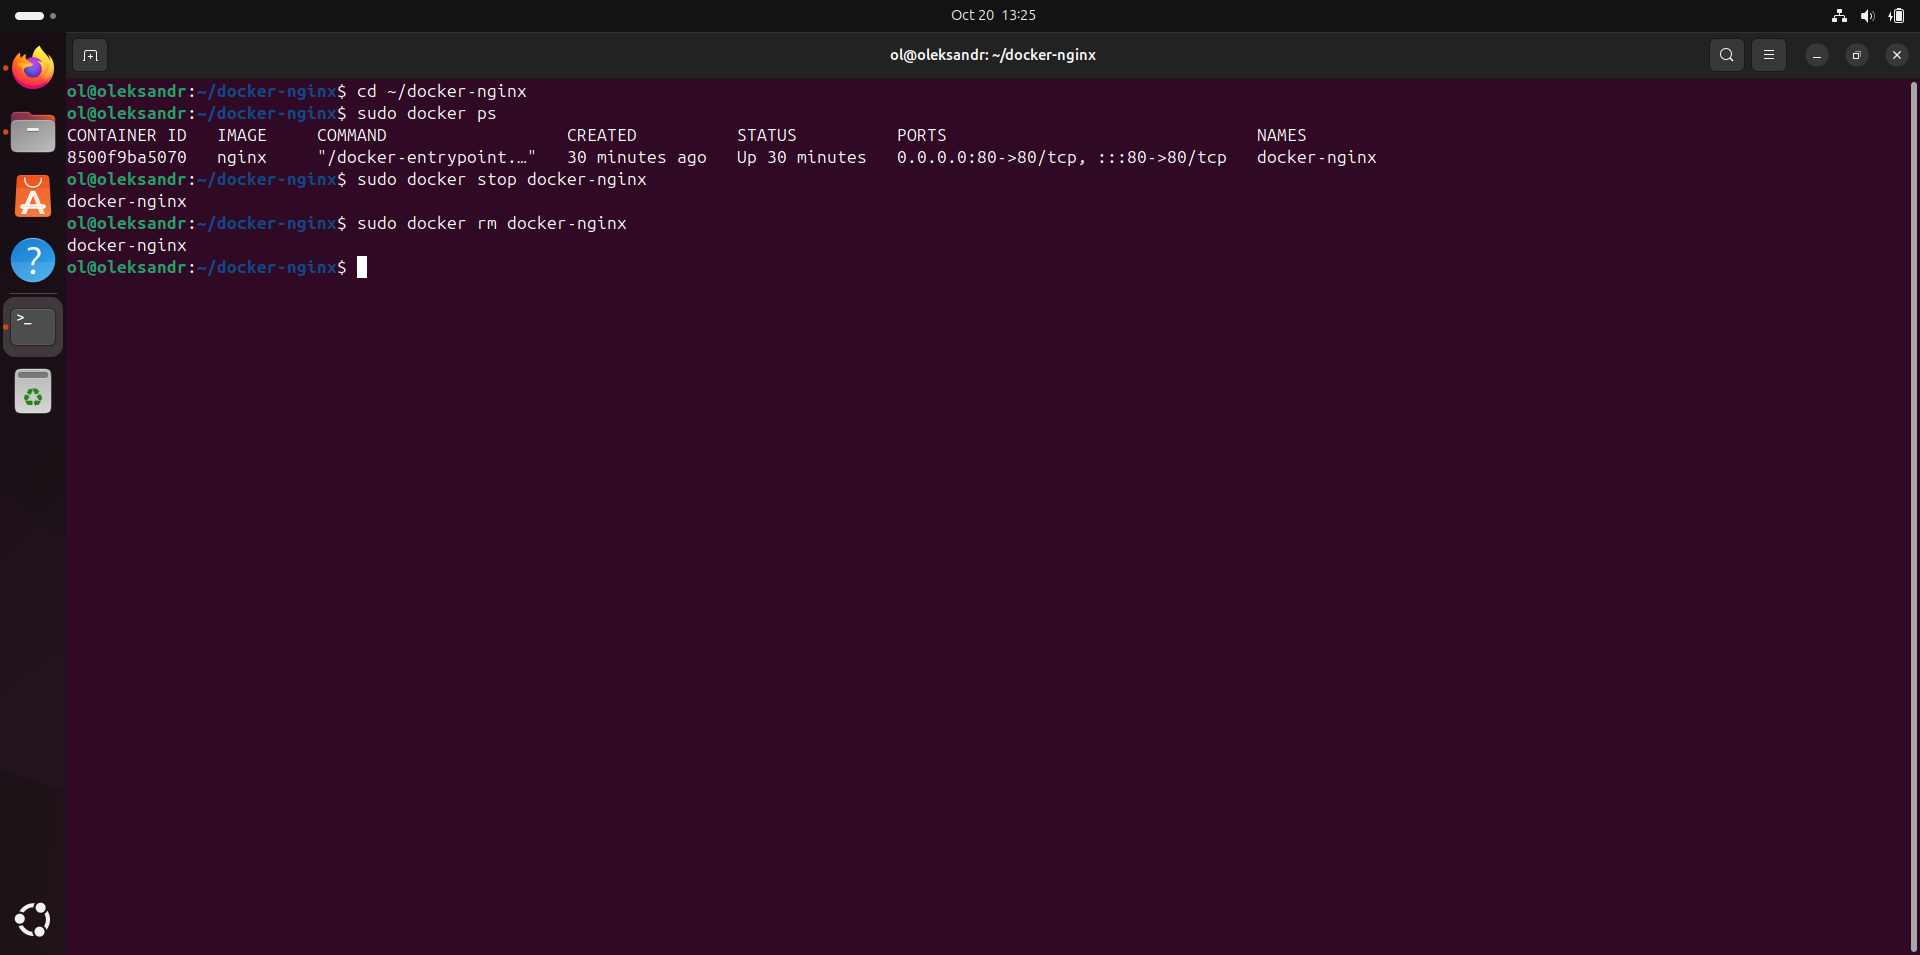 Oct 20 13:25
ol@oleksandr: ~/docker-nginx
ol@oleksandr:~/docker-nginx$ cd ~/docker-nginx
ol@oleksandr:~/docker-nginx$ sudo docker ps
CONTAINER ID   IMAGE     COMMAND                  CREATED          STATUS          PORTS                               NAMES
8500f9ba5070   nginx     "/docker-entrypoint.…"   30 minutes ago   Up 30 minutes   0.0.0.0:80->80/tcp, :::80->80/tcp   docker-nginx
ol@oleksandr:~/docker-nginx$ sudo docker stop docker-nginx
docker-nginx
ol@oleksandr:~/docker-nginx$ sudo docker rm docker-nginx
docker-nginx
ol@oleksandr:~/docker-nginx$